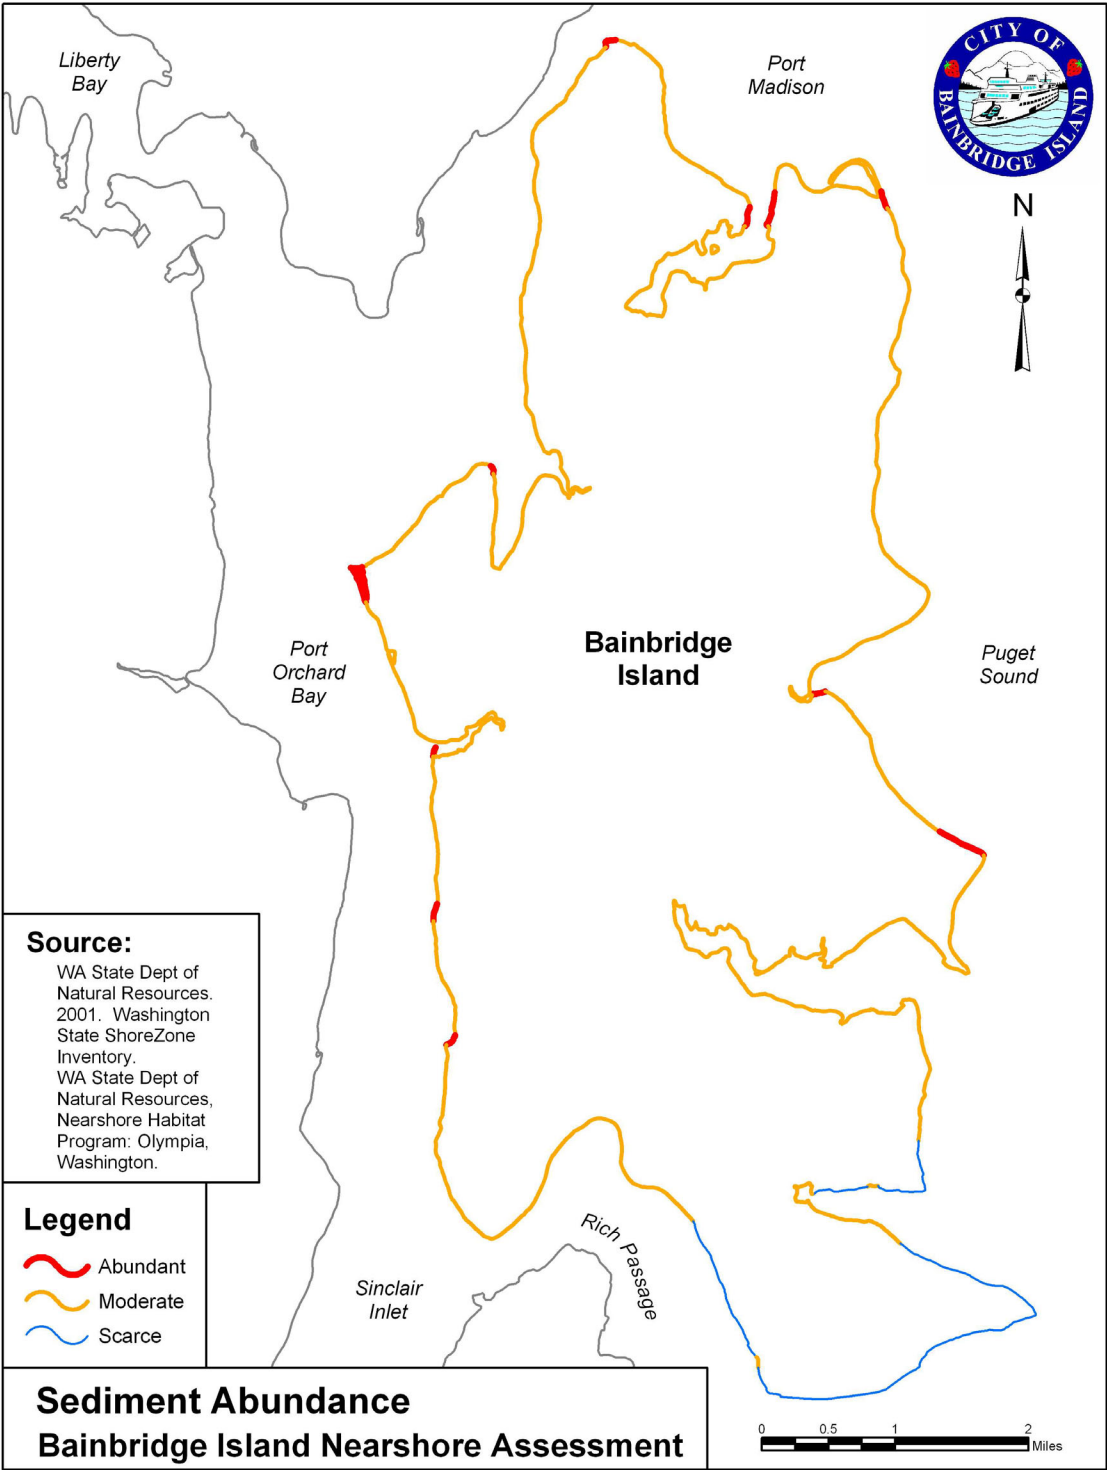 Liberty
Bay
Port
Madison
CITY OF
BAINBRIDGE ISLAND
N
Port
Orchard
Bay
Bainbridge
Island
Puget
Sound
Source:
WA State Dept of
Natural Resources.
2001.  Washington
State ShoreZone
Inventory.
WA State Dept of
Natural Resources,
Nearshore Habitat
Program: Olympia,
Washington.
Legend
Abundant
Moderate
Scarce
Rich Passage
Sinclair
Inlet
Sediment Abundance
Bainbridge Island Nearshore Assessment
0 0.5 1 2
Miles